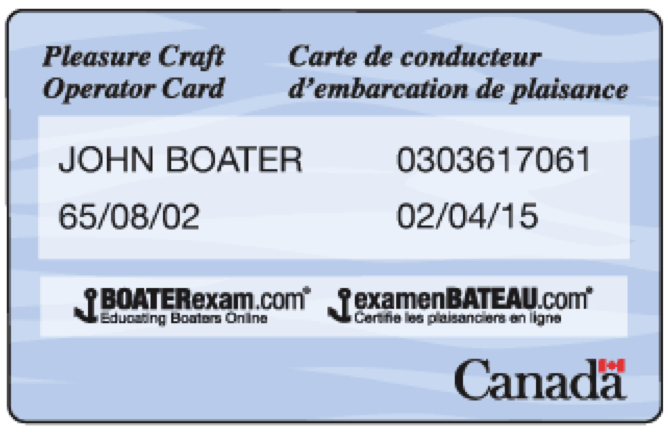 Pleasure Craft
Operator Card
Carte de conducteur
d'embarcation de plaisance
JOHN BOATER 0303617061
65/08/02 02/04/15
BOATERexam.com®
Educating Boaters Online
examenBATEAU.com®
Certifie les plaisanciers en ligne
Canada